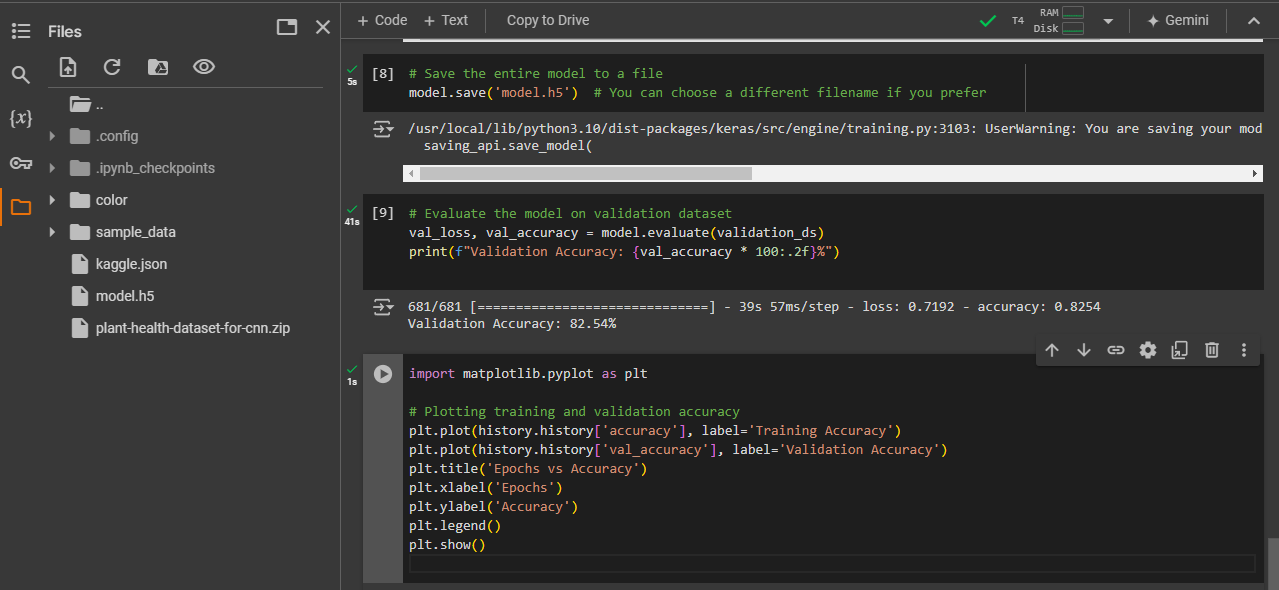 Files
..
.config
.ipynb_checkpoints
color
sample_data
kaggle.json
model.h5
plant-health-dataset-for-cnn.zip
{x}
+ Code + Text Copy to Drive
T4 RAM Disk Gemini
5s
[8] # Save the entire model to a file
model.save('model.h5')  # You can choose a different filename if you prefer
/usr/local/lib/python3.10/dist-packages/keras/src/engine/training.py:3103: UserWarning: You are saving your mod
saving_api.save_model(
41s
[9] # Evaluate the model on validation dataset
val_loss, val_accuracy = model.evaluate(validation_ds)
print(f"Validation Accuracy: {val_accuracy * 100:.2f}%")
681/681 [==============================] - 39s 57ms/step - loss: 0.7192 - accuracy: 0.8254
Validation Accuracy: 82.54%
1s
import matplotlib.pyplot as plt
# Plotting training and validation accuracy
plt.plot(history.history['accuracy'], label='Training Accuracy')
plt.plot(history.history['val_accuracy'], label='Validation Accuracy')
plt.title('Epochs vs Accuracy')
plt.xlabel('Epochs')
plt.ylabel('Accuracy')
plt.legend()
plt.show()